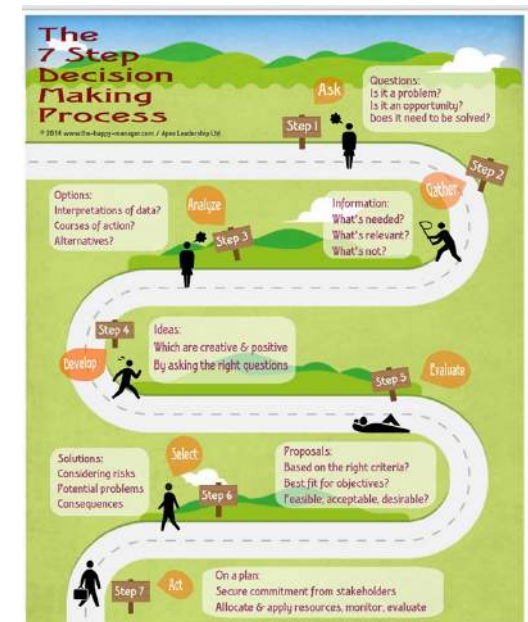 The
7 Step
Decision
Making
Process
© 2014 www.the-happy-manager.com / Apex Leadership Ltd
Ask
Step 1
Questions:
Is it a problem?
Is it an opportunity?
Does it need to be solved?
Step 2
Gather
Information:
What's needed?
What's relevant?
What's not?
Analyze
Step 3
Options:
Interpretations of data?
Courses of action?
Alternatives?
Step 4
Develop
Ideas:
Which are creative & positive
By asking the right questions
Step 5
Evaluate
Proposals:
Based on the right criteria?
Best fit for objectives?
Feasible, acceptable, desirable?
Select
Step 6
Solutions:
Considering risks
Potential problems
Consequences
Step 7
Act
On a plan:
Secure commitment from stakeholders
Allocate & apply resources, monitor, evaluate